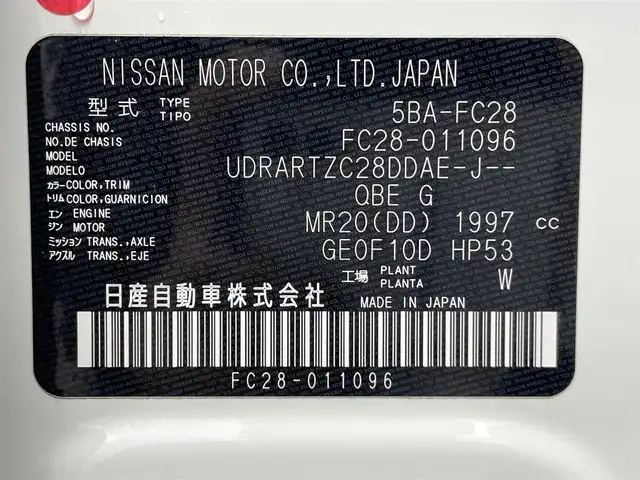 NISSAN MOTOR CO.,LTD.JAPAN
型式 TYPE TIPO 5BA-FC28
CHASSIS NO. NO.DE CHASIS FC28-011096
MODEL MODELO UDRARTZC28DDAE-J--
カラー COLOR,TRIM トリム COLOR,GUARNICION QBE G
エン ジン ENGINE MOTOR MR20(DD) 1997 cc
ミッション TRANS.,AXLE アクスル TRANS.,EJE GE0F10D HP53
工場 PLANT PLANTA W
日産自動車株式会社 MADE IN JAPAN
FC28-011096